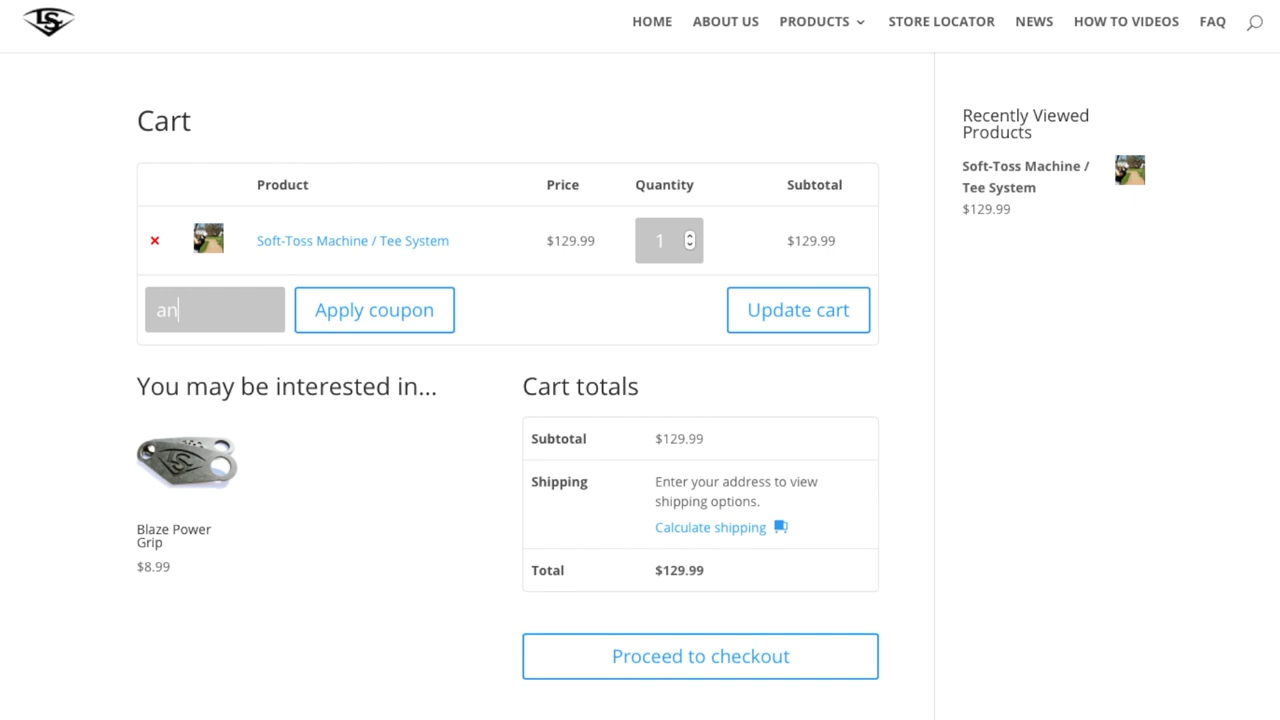 LS
HOME ABOUT US PRODUCTS STORE LOCATOR NEWS HOW TO VIDEOS FAQ
Cart
Product Price Quantity Subtotal
× Soft-Toss Machine / Tee System $129.99 1 $129.99
an Apply coupon Update cart
You may be interested in…
LS
Blaze Power
Grip
$8.99
Cart totals
Subtotal $129.99
Shipping Enter your address to view
shipping options.
Calculate shipping
Total $129.99
Proceed to checkout
Recently Viewed
Products
Soft-Toss Machine /
Tee System
$129.99